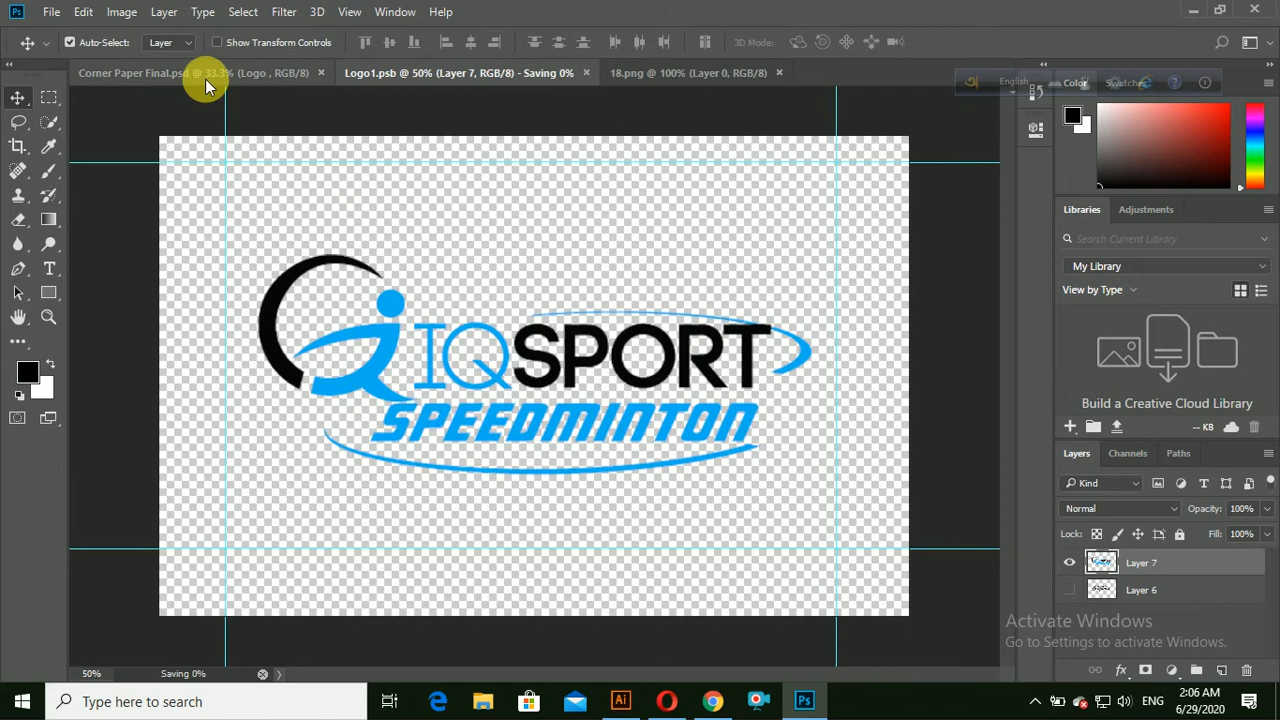 Ps File Edit Image Layer Type Select Filter 3D View Window Help
Auto-Select: Layer Show Transform Controls 3D Mode:
Corner Paper Final.psd @ 33.3% (Logo , RGB/8) × Logo1.psb @ 50% (Layer 7, RGB/8) - Saving 0% × 18.png @ 100% (Layer 0, RGB/8) ×
English Color Swatches
Libraries Adjustments
Search Current Library
My Library
View by Type
IQSPORT
SPEEDMINTON
Build a Creative Cloud Library
-- KB
Layers Channels Paths
Kind
Normal Opacity: 100%
Lock: Fill: 100%
Layer 7
Layer 6
Activate Windows
Go to Settings to activate Windows.
50% Saving 0%
Type here to search Ai Ps ENG 2:06 AM
6/29/2020